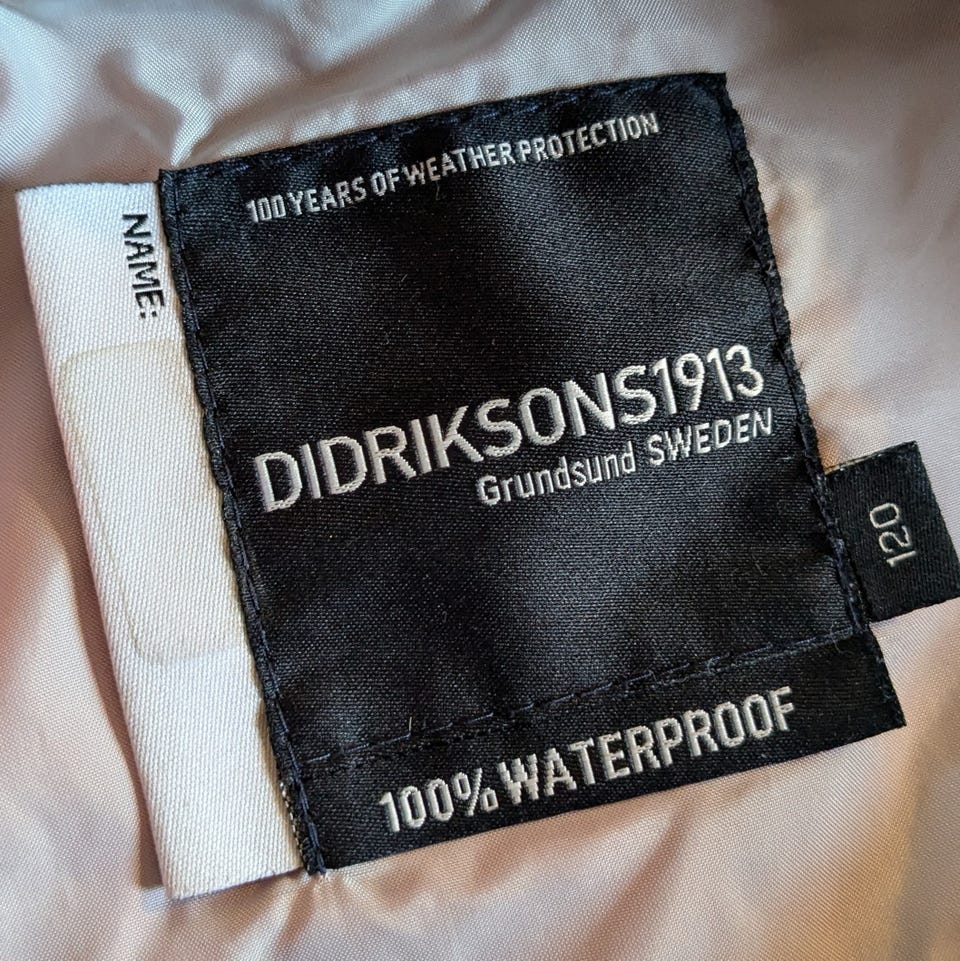 100 YEARS OF WEATHER PROTECTION
NAME:
DIDRIKSONS1913
Grundsund SWEDEN
120
100% WATERPROOF